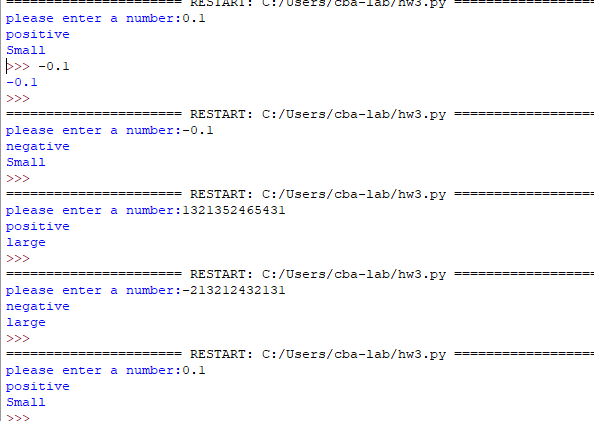 ====================== RESTART: C:/Users/cba-lab/hw3.py ==================
please enter a number:0.1
positive
Small
>>> -0.1
-0.1
>>>
====================== RESTART: C:/Users/cba-lab/hw3.py ==================
please enter a number:-0.1
negative
Small
>>>
====================== RESTART: C:/Users/cba-lab/hw3.py ==================
please enter a number:1321352465431
positive
large
>>>
====================== RESTART: C:/Users/cba-lab/hw3.py ==================
please enter a number:-213212432131
negative
large
>>>
====================== RESTART: C:/Users/cba-lab/hw3.py ==================
please enter a number:0.1
positive
Small
>>>